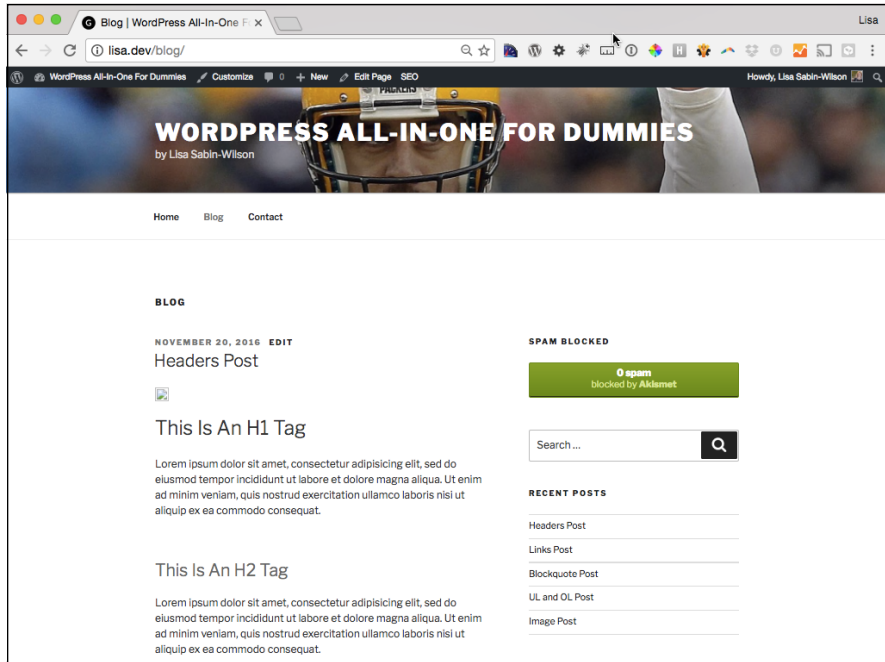 Blog | WordPress All-In-One F
Lisa
lisa.dev/blog/
WordPress All-In-One For Dummies Customize 0 + New Edit Page SEO
Howdy, Lisa Sabin-Wilson
PACKERS
WORDPRESS ALL-IN-ONE FOR DUMMIES
by Lisa Sabin-Wilson
Home Blog Contact
BLOG
NOVEMBER 20, 2016 EDIT
Headers Post
This Is An H1 Tag
Lorem ipsum dolor sit amet, consectetur adipisicing elit, sed do
eiusmod tempor incididunt ut labore et dolore magna aliqua. Ut enim
ad minim veniam, quis nostrud exercitation ullamco laboris nisi ut
aliquip ex ea commodo consequat.
This Is An H2 Tag
Lorem ipsum dolor sit amet, consectetur adipisicing elit, sed do
eiusmod tempor incididunt ut labore et dolore magna aliqua. Ut enim
ad minim veniam, quis nostrud exercitation ullamco laboris nisi ut
aliquip ex ea commodo consequat.
SPAM BLOCKED
0 spam
blocked by Akismet
Search ...
RECENT POSTS
Headers Post
Links Post
Blockquote Post
UL and OL Post
Image Post